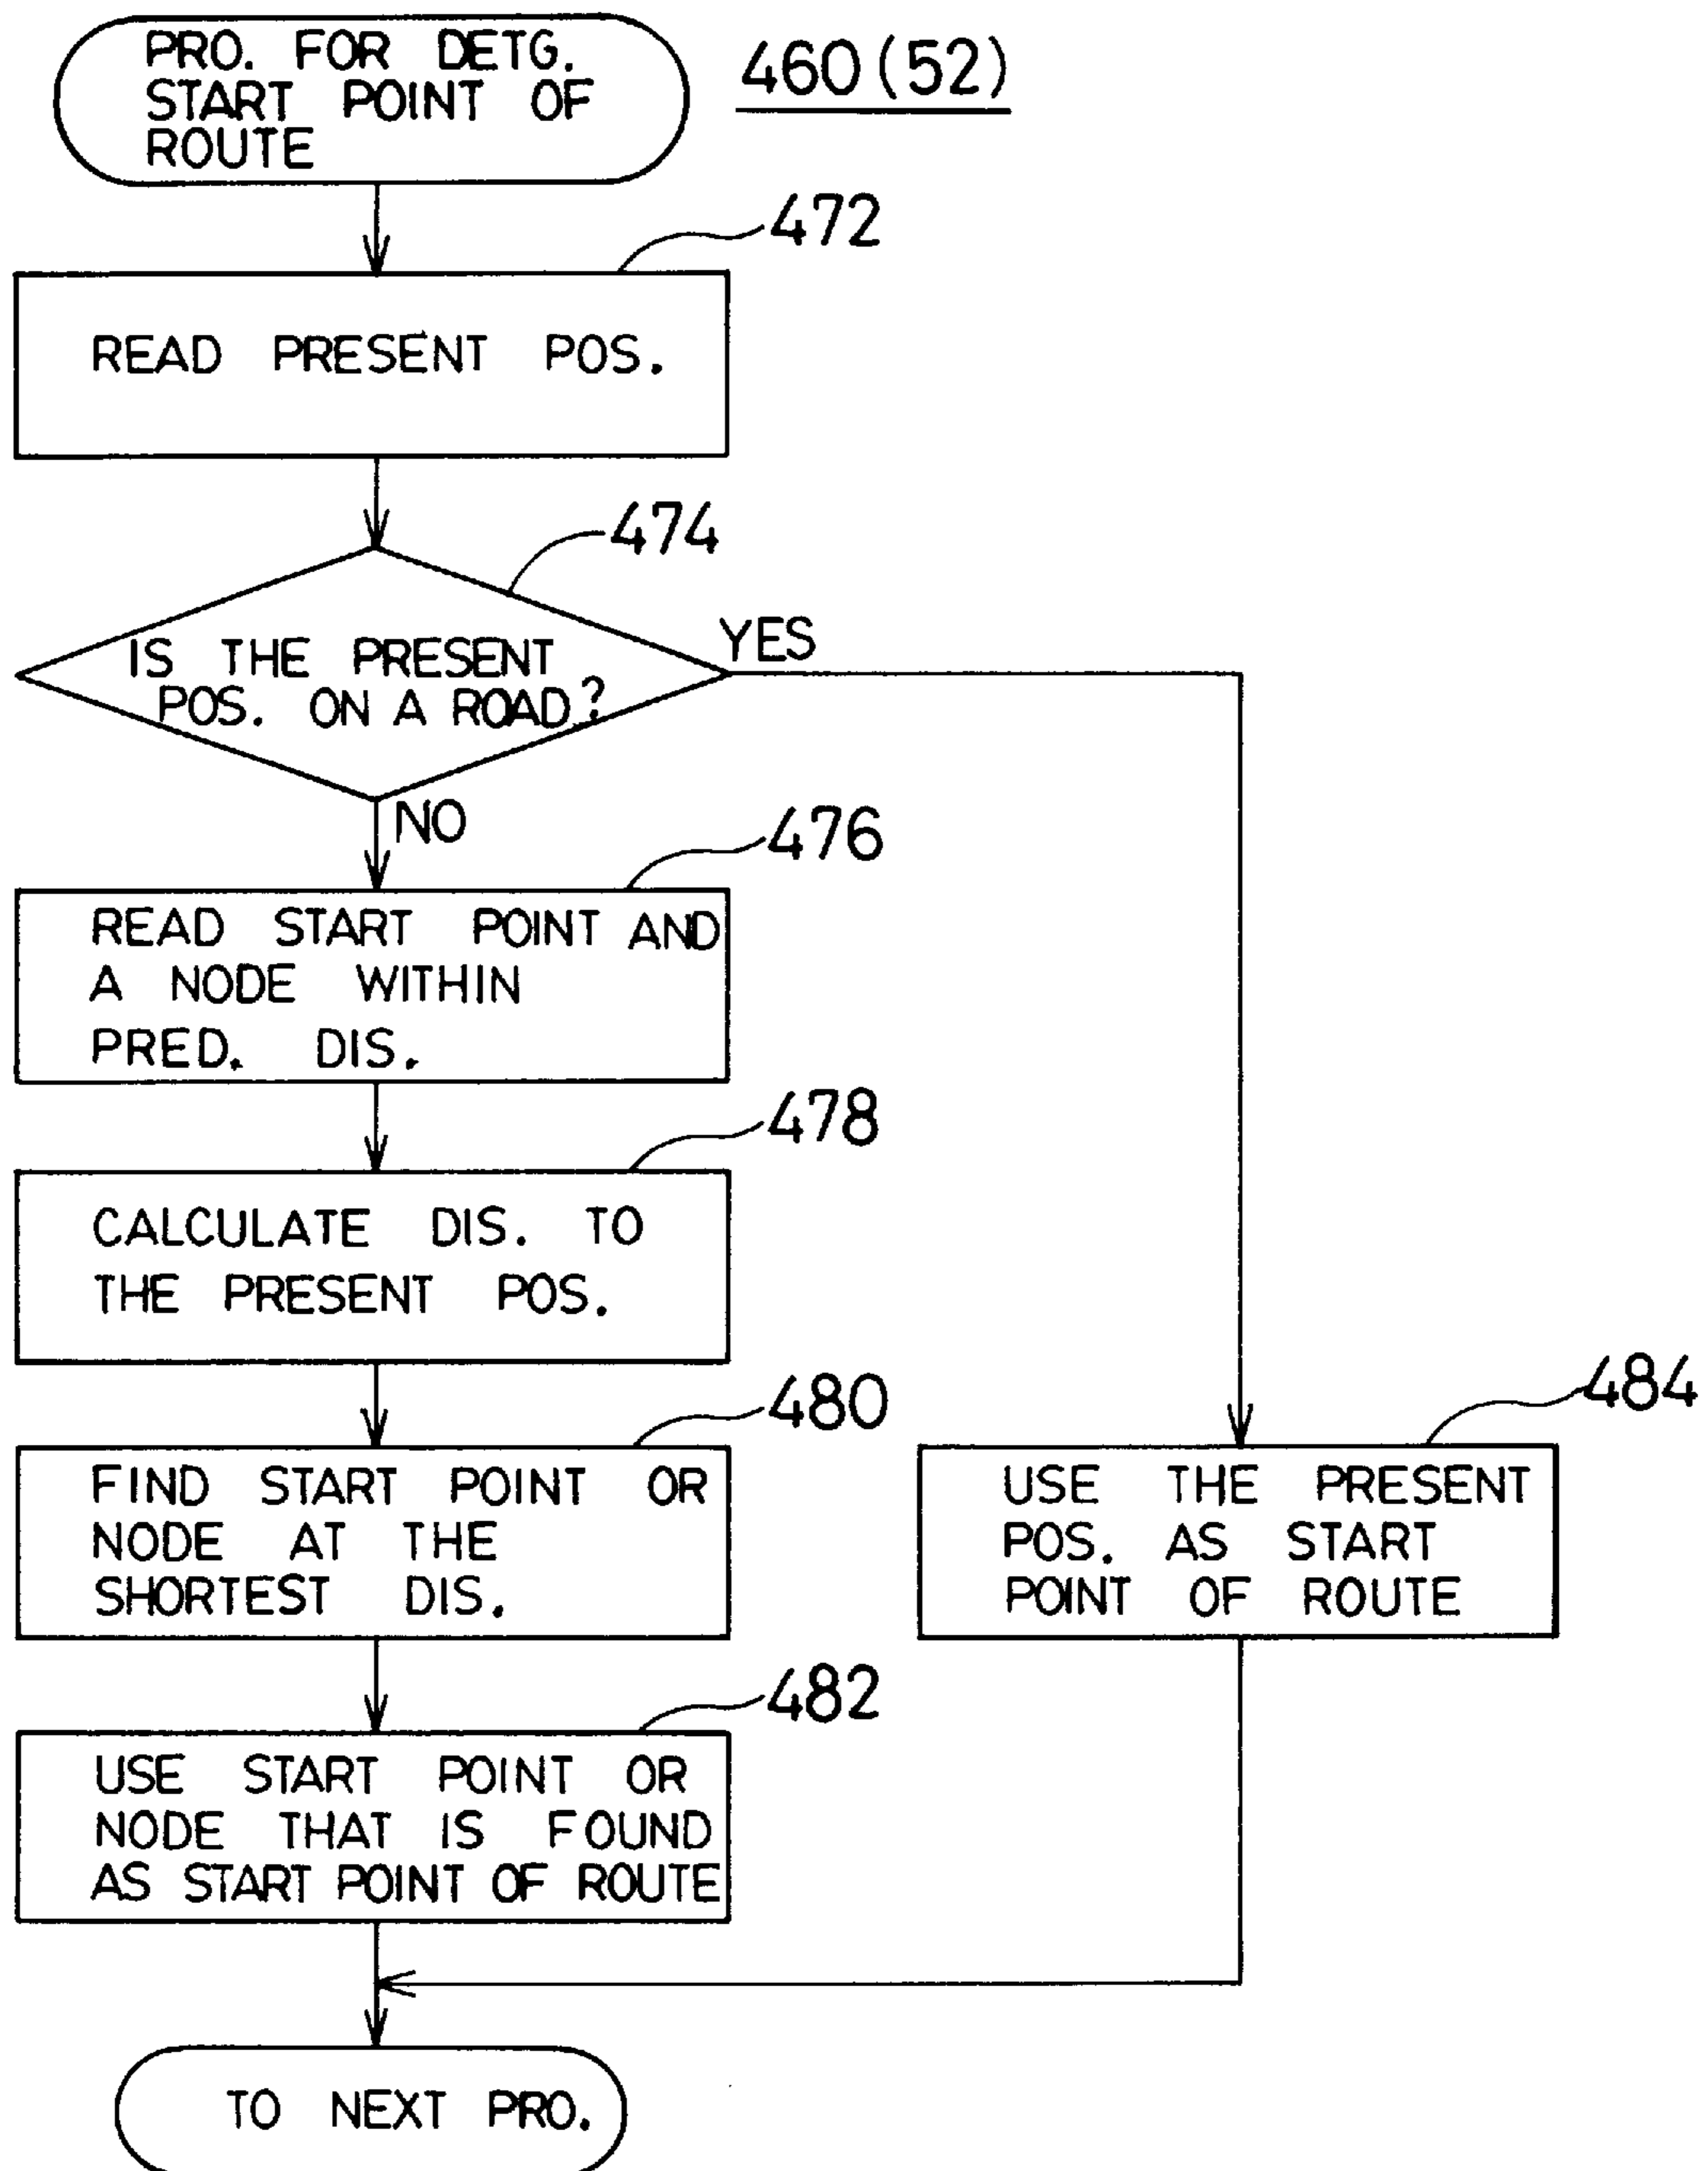 PRO. FOR DETG.
START POINT OF
ROUTE
460 (52)
472
READ PRESENT POS.
474
IS THE PRESENT
POS. ON A ROAD?
YES
NO
476
READ START POINT AND
A NODE WITHIN
PRED. DIS.
478
CALCULATE DIS. TO
THE PRESENT POS.
480
FIND START POINT OR
NODE AT THE
SHORTEST DIS.
484
USE THE PRESENT
POS. AS START
POINT OF ROUTE
482
USE START POINT OR
NODE THAT IS FOUND
AS START POINT OF ROUTE
TO NEXT PRO.